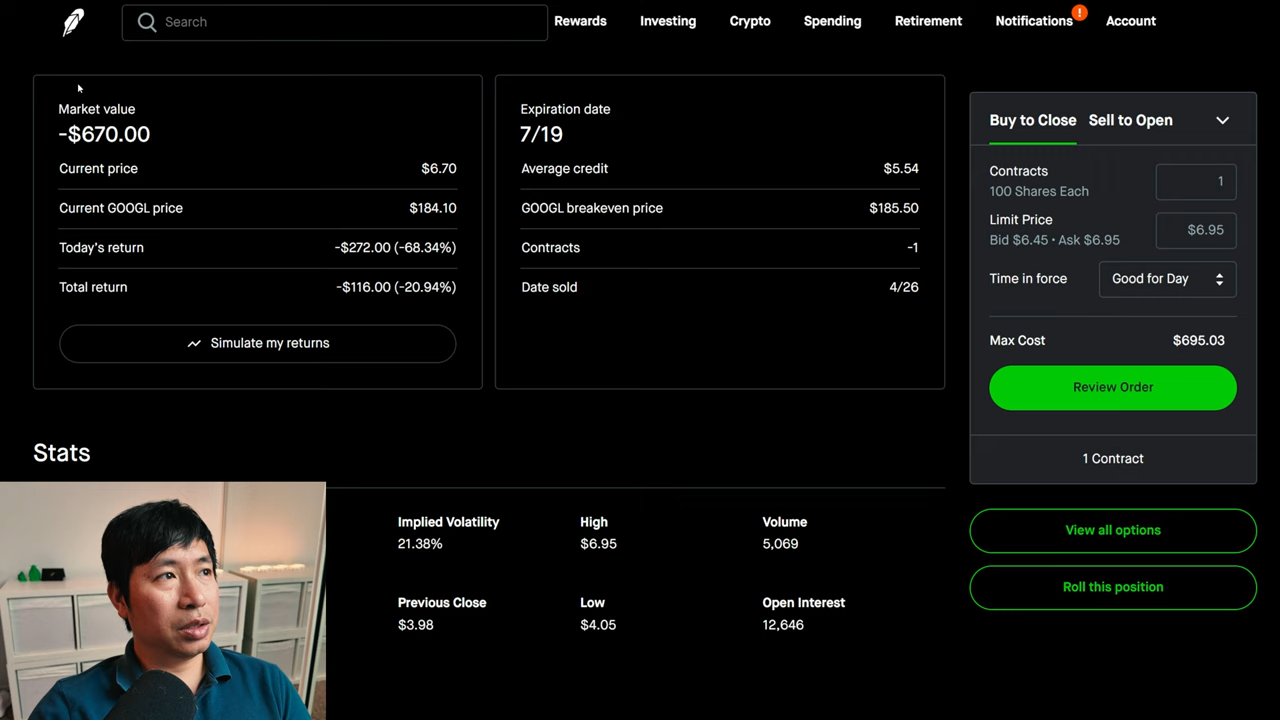 Search
Rewards
Investing
Crypto
Spending
Retirement
Notifications
!
Account
Market value
-$670.00
Current price
$6.70
Current GOOGL price
$184.10
Today's return
-$272.00 (-68.34%)
Total return
-$116.00 (-20.94%)
Simulate my returns
Expiration date
7/19
Average credit
$5.54
GOOGL breakeven price
$185.50
Contracts
-1
Date sold
4/26
Buy to Close
Sell to Open
Contracts
100 Shares Each
1
Limit Price
Bid $6.45 • Ask $6.95
$6.95
Time in force
Good for Day
Max Cost
$695.03
Review Order
1 Contract
View all options
Roll this position
Stats
Implied Volatility
21.38%
High
$6.95
Volume
5,069
Previous Close
$3.98
Low
$4.05
Open Interest
12,646